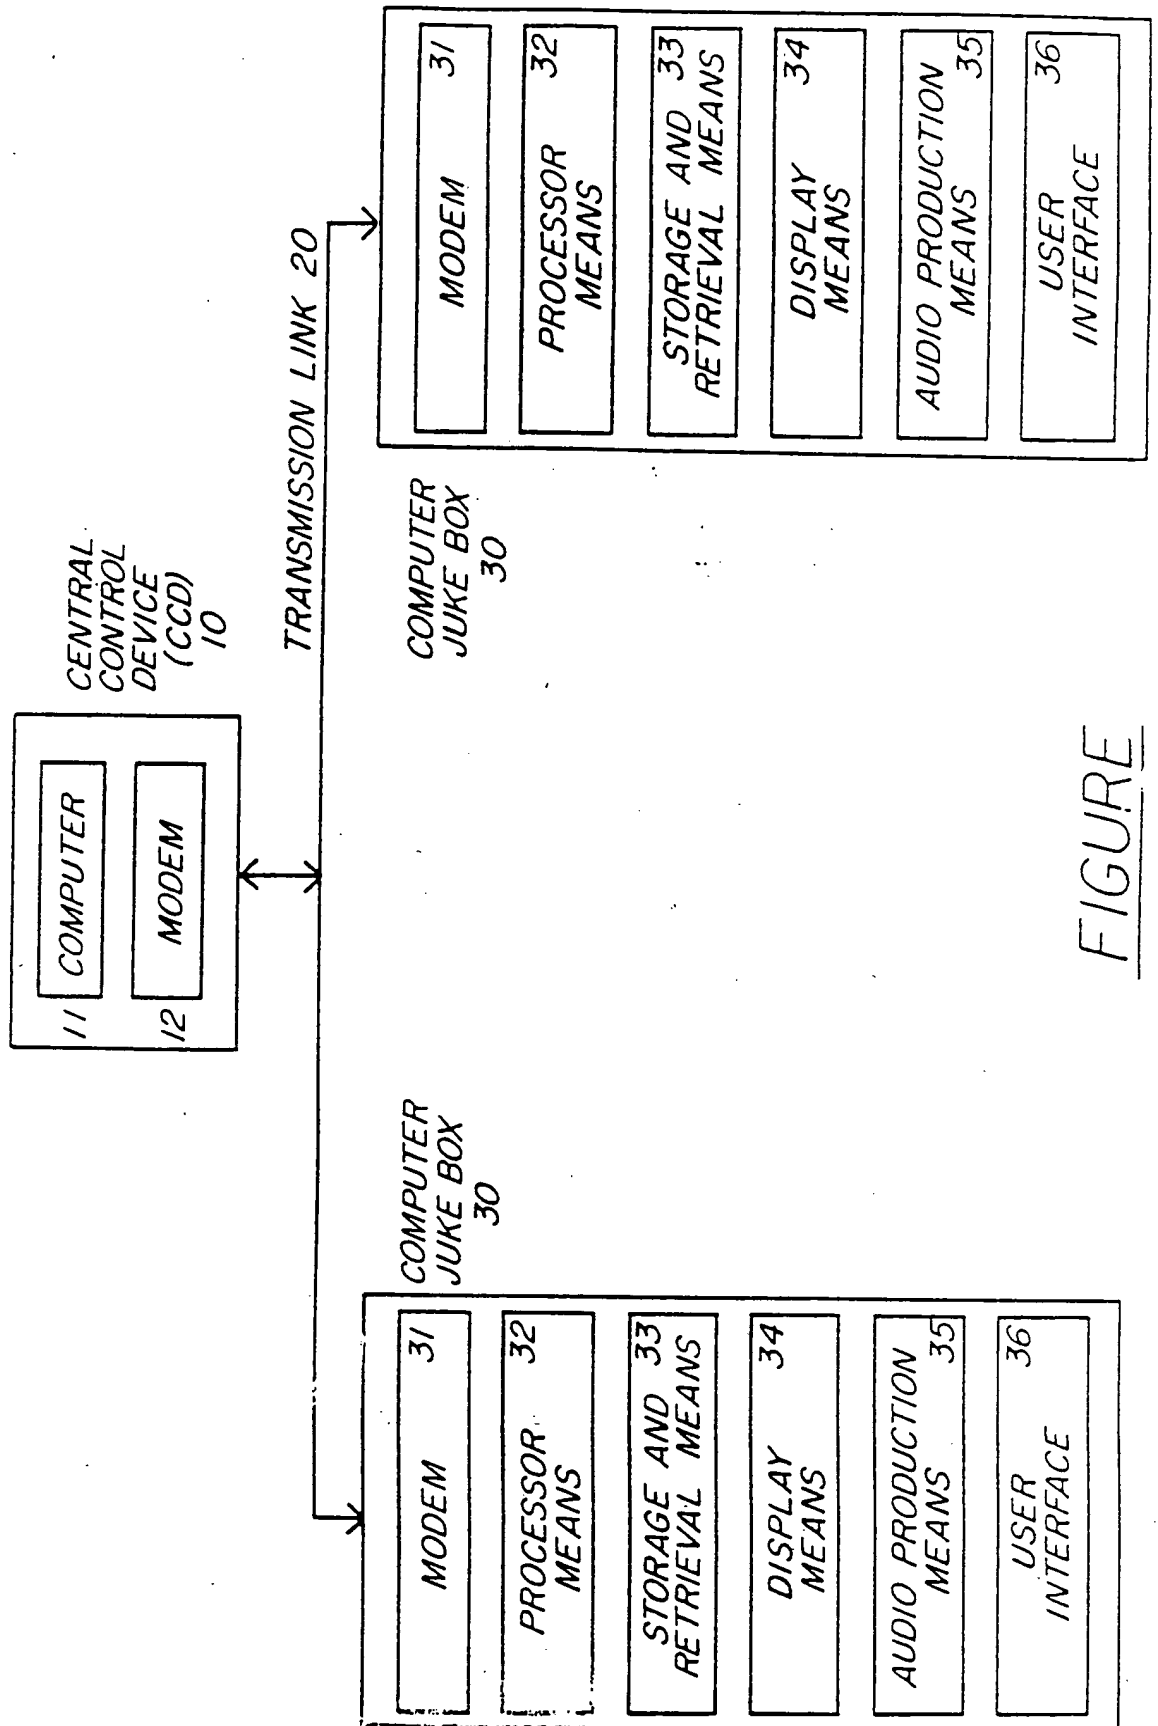 CENTRAL
CONTROL
DEVICE
(CCD)
10
11 COMPUTER
12 MODEM
TRANSMISSION LINK 20
COMPUTER
JUKE BOX
30
MODEM 31
PROCESSOR 32
MEANS
STORAGE AND 33
RETRIEVAL MEANS
DISPLAY 34
MEANS
AUDIO PRODUCTION
MEANS 35
USER 36
INTERFACE
COMPUTER
JUKE BOX
30
MODEM 31
PROCESSOR 32
MEANS
STORAGE AND 33
RETRIEVAL MEANS
DISPLAY 34
MEANS
AUDIO PRODUCTION
MEANS 35
USER 36
INTERFACE
FIGURE